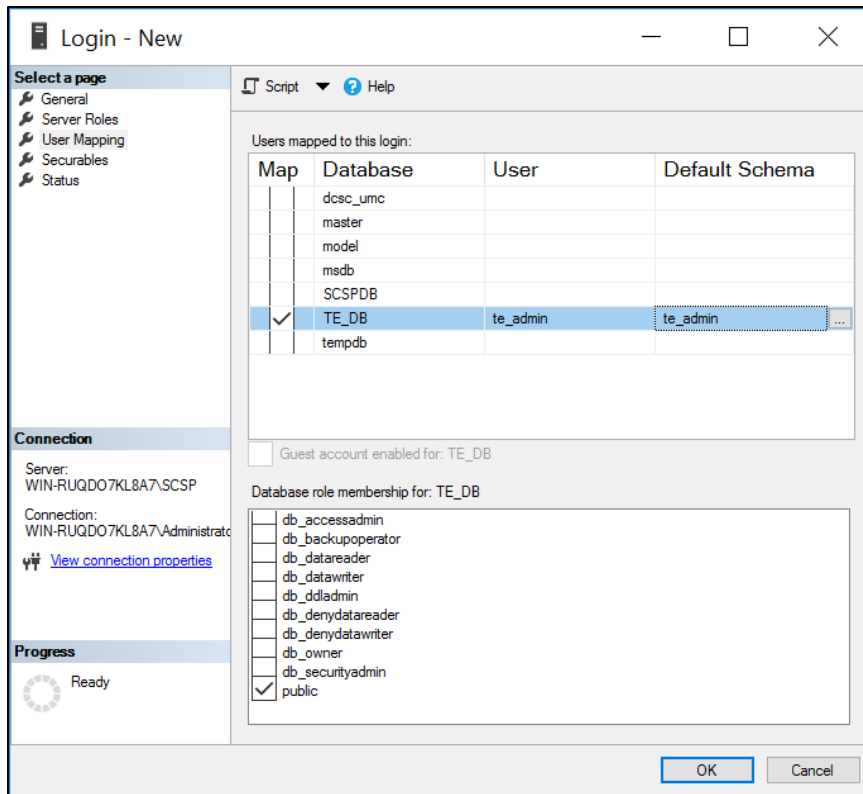 Login - New
Select a page
General
Server Roles
User Mapping
Securables
Status
Script Help
Users mapped to this login:
Map Database User Default Schema
dcsc_umc
master
model
msdb
SCSPDB
TE_DB te_admin te_admin ...
tempdb
Guest account enabled for: TE_DB
Database role membership for: TE_DB
db_accessadmin
db_backupoperator
db_datareader
db_datawriter
db_ddladmin
db_denydatareader
db_denydatawriter
db_owner
db_securityadmin
public
Connection
Server:
WIN-RUQDO7KL8A7\SCSP
Connection:
WIN-RUQDO7KL8A7\Administratc
View connection properties
Progress
Ready
OK Cancel